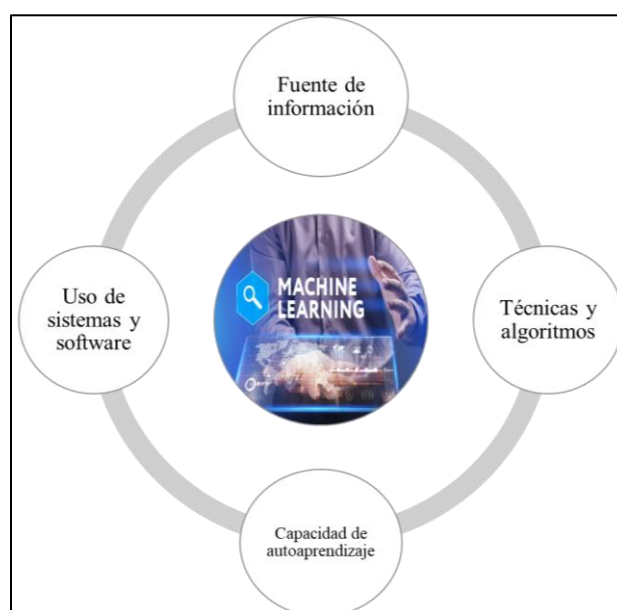 Fuente de
información
Uso de
sistemas y
software
MACHINE
LEARNING
Técnicas y
algoritmos
Capacidad de
autoaprendizaje